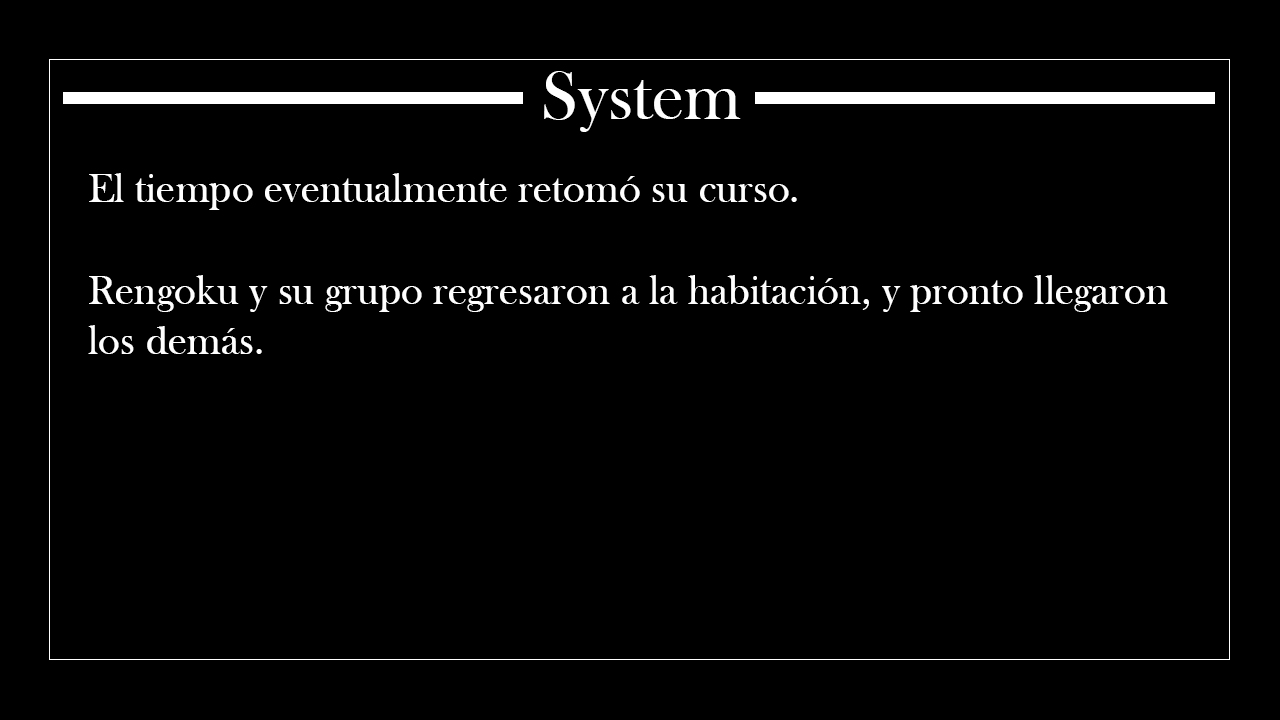 System
El tiempo eventualmente retomó su curso.
Rengoku y su grupo regresaron a la habitación, y pronto llegaron
los demás.